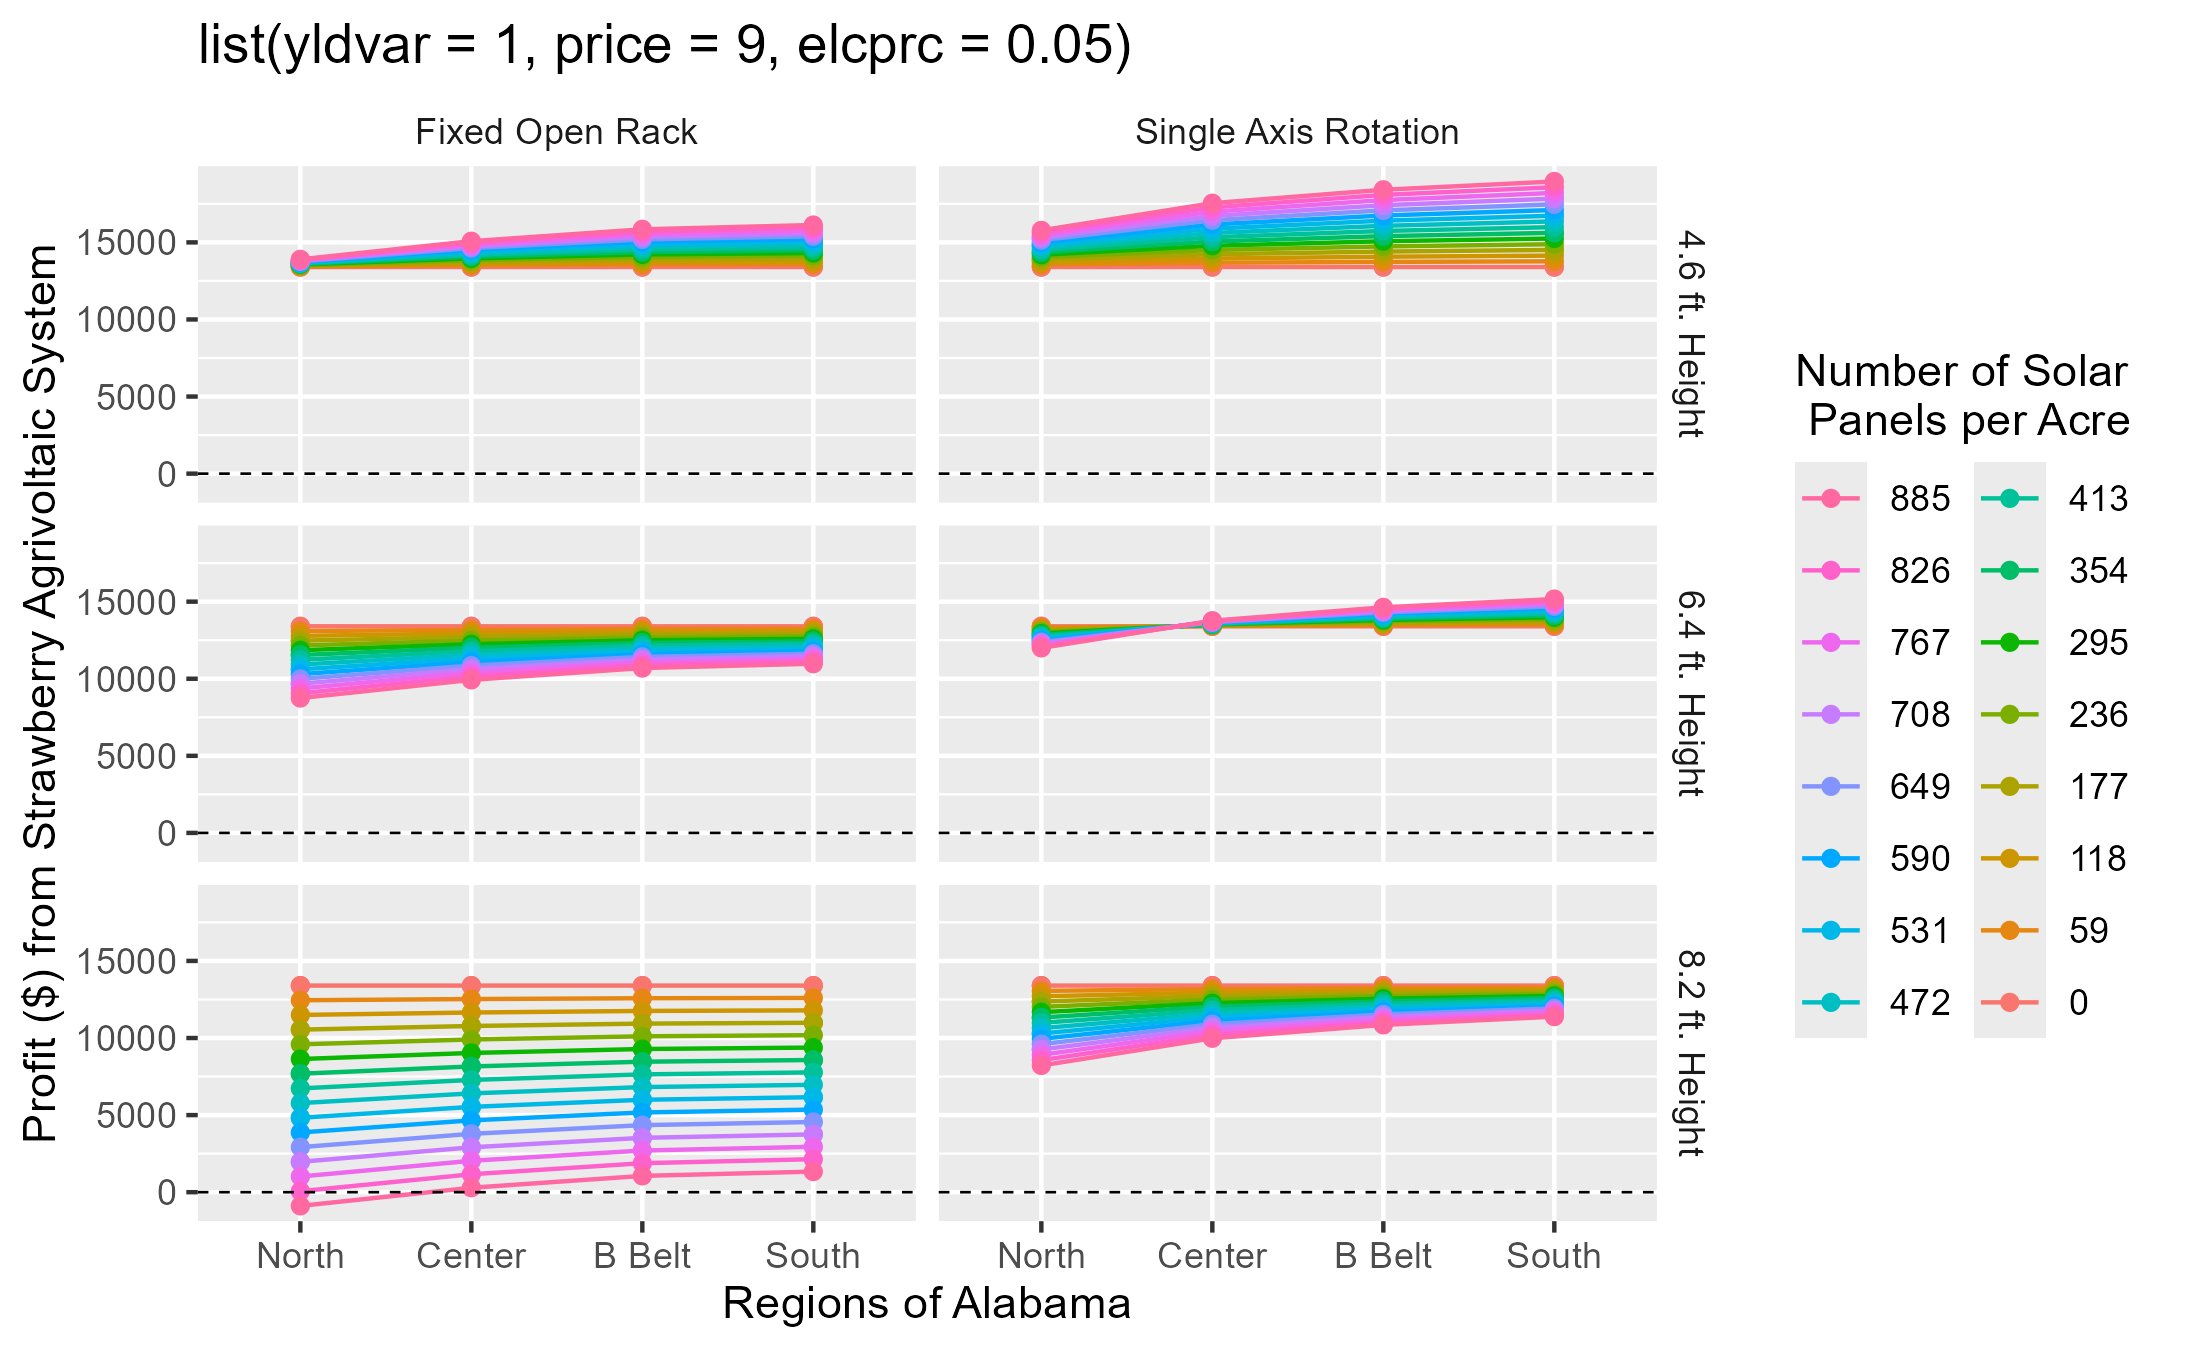 list(yldvar = 1, price = 9, elcprc = 0.05)
Fixed Open Rack
Single Axis Rotation
Profit ($) from Strawberry Agrivoltaic System
15000
10000
5000
0
4.6 ft. Height
15000
10000
5000
0
6.4 ft. Height
15000
10000
5000
0
8.2 ft. Height
North
Center
B Belt
South
North
Center
B Belt
South
Regions of Alabama
Number of Solar
Panels per Acre
885
826
767
708
649
590
531
472
413
354
295
236
177
118
59
0